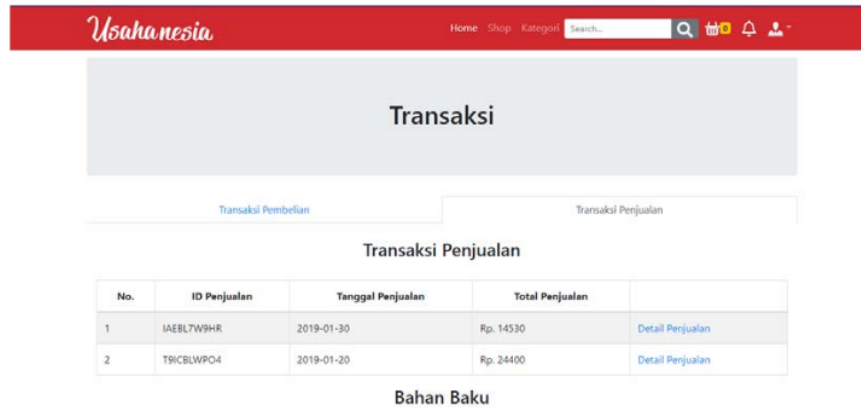 Usahanesia Home Shop Kategori Search... 0
Transaksi
Transaksi Pembelian Transaksi Penjualan
Transaksi Penjualan
No. ID Penjualan Tanggal Penjualan Total Penjualan
1 IAEBL7W9HR 2019-01-30 Rp. 14530 Detail Penjualan
2 T9ICBLWPO4 2019-01-20 Rp. 24400 Detail Penjualan
Bahan Baku